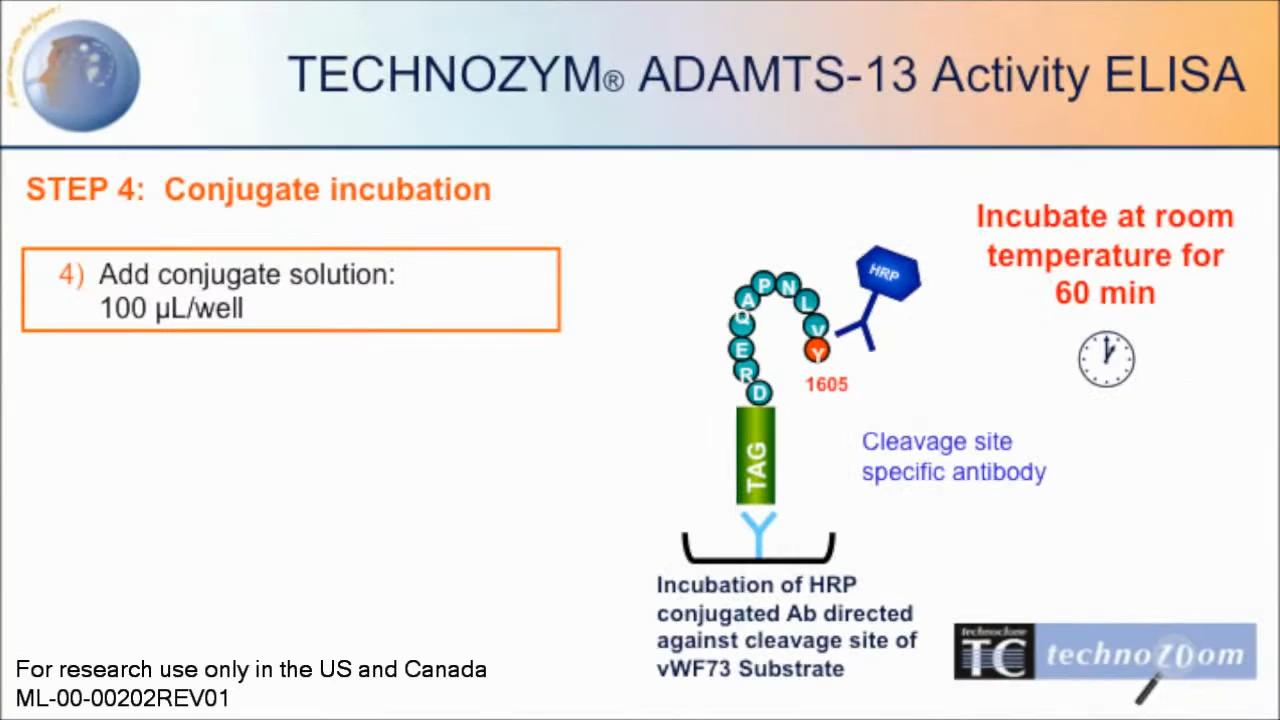 TECHNOZYM® ADAMTS-13 Activity ELISA
STEP 4: Conjugate incubation
4) Add conjugate solution:
100 µL/well
Incubate at room
temperature for
60 min
HRP
A P N L V Y
Q
E
R
D
1605
TAG
Cleavage site
specific antibody
Incubation of HRP
conjugated Ab directed
against cleavage site of
vWF73 Substrate
technoclone
TC technozoom
For research use only in the US and Canada
ML-00-00202REV01